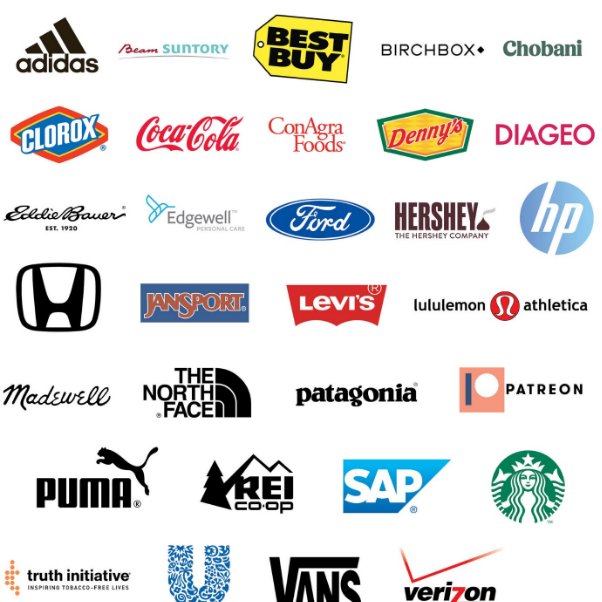 adidas
Beam SUNTORY
BEST
BUY
BIRCHBOX
Chobani
CLOROX
Coca-Cola
ConAgra
Foods
Denny's
DIAGEO
Eddie Bauer
EST. 1920
Edgewell™
PERSONAL CARE
Ford
HERSHEY
THE HERSHEY COMPANY
hp
JANSPORT®
LEVI'S®
lululemon athletica
Madewell
THE
NORTH
FACE®
patagonia®
PATREON
PUMA®
REI
co·op
SAP®
truth initiative®
INSPIRING TOBACCO-FREE LIVES
U
VANS
verizon